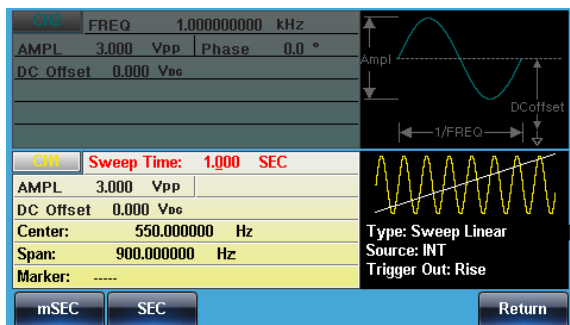 CH2 FREQ 1.000000000 kHz
AMPL 3.000 Vpp Phase 0.0 °
DC Offset 0.000 VDC
Ampl
DCoffset
1/FREQ
CH1 Sweep Time: 1.000 SEC
AMPL 3.000 Vpp
DC Offset 0.000 VDC
Center: 550.000000 Hz
Span: 900.000000 Hz
Marker: -----
Type: Sweep Linear
Source: INT
Trigger Out: Rise
mSEC SEC Return